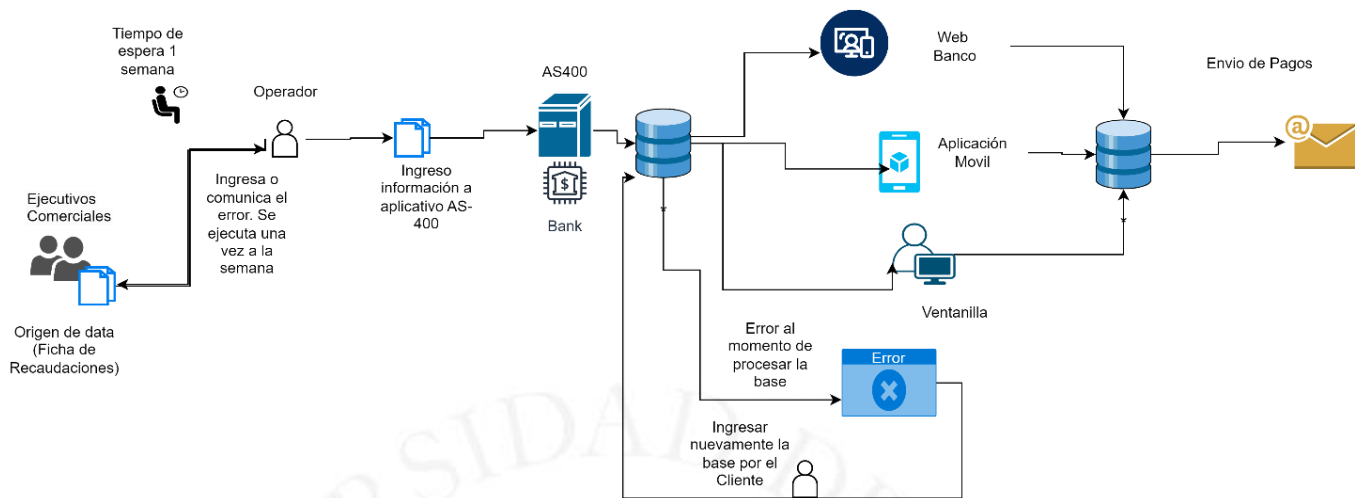 Tiempo de
espera 1
semana
Operador
Ingresa o
comunica el
error. Se
ejecuta una
vez a la
semana
Ejecutivos
Comerciales
Origen de data
(Ficha de
Recaudaciones)
Ingreso
información a
aplicativo AS-
400
AS400
$
Bank
Web
Banco
Aplicación
Movil
Ventanilla
Envio de Pagos
@
Error al
momento de
procesar la
base
Error
Ingresar
nuevamente la
base por el
Cliente